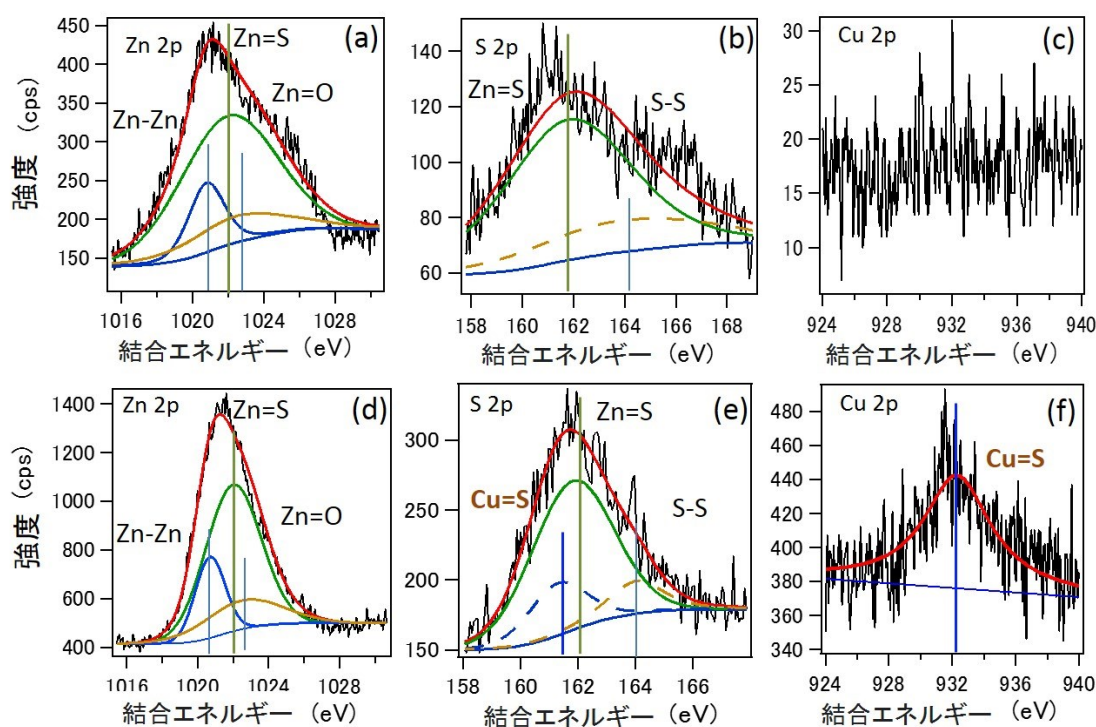 強度 (cps)
450
400
350
300
250
200
150
Zn 2p
Zn=S
(a)
Zn=O
Zn-Zn
1016
1020
1024
1028
結合エネルギー (eV)
140
120
100
80
60
S 2p
(b)
Zn=S
S-S
158
160
162
164
166
168
結合エネルギー (eV)
30
25
20
15
10
Cu 2p
(c)
924
928
930
932
934
937
940
結合エネルギー (eV)
強度 (cps)
1400
1200
1000
800
600
400
Zn 2p
Zn=S
(d)
Zn=O
Zn-Zn
1016
1020
1024
1028
結合エネルギー (eV)
300
250
200
150
S 2p
Zn=S
(e)
Cu=S
S-S
158
160
162
164
166
結合エネルギー (eV)
480
460
440
420
400
380
360
340
Cu 2p
(f)
Cu=S
924
928
930
932
934
937
940
結合エネルギー (eV)